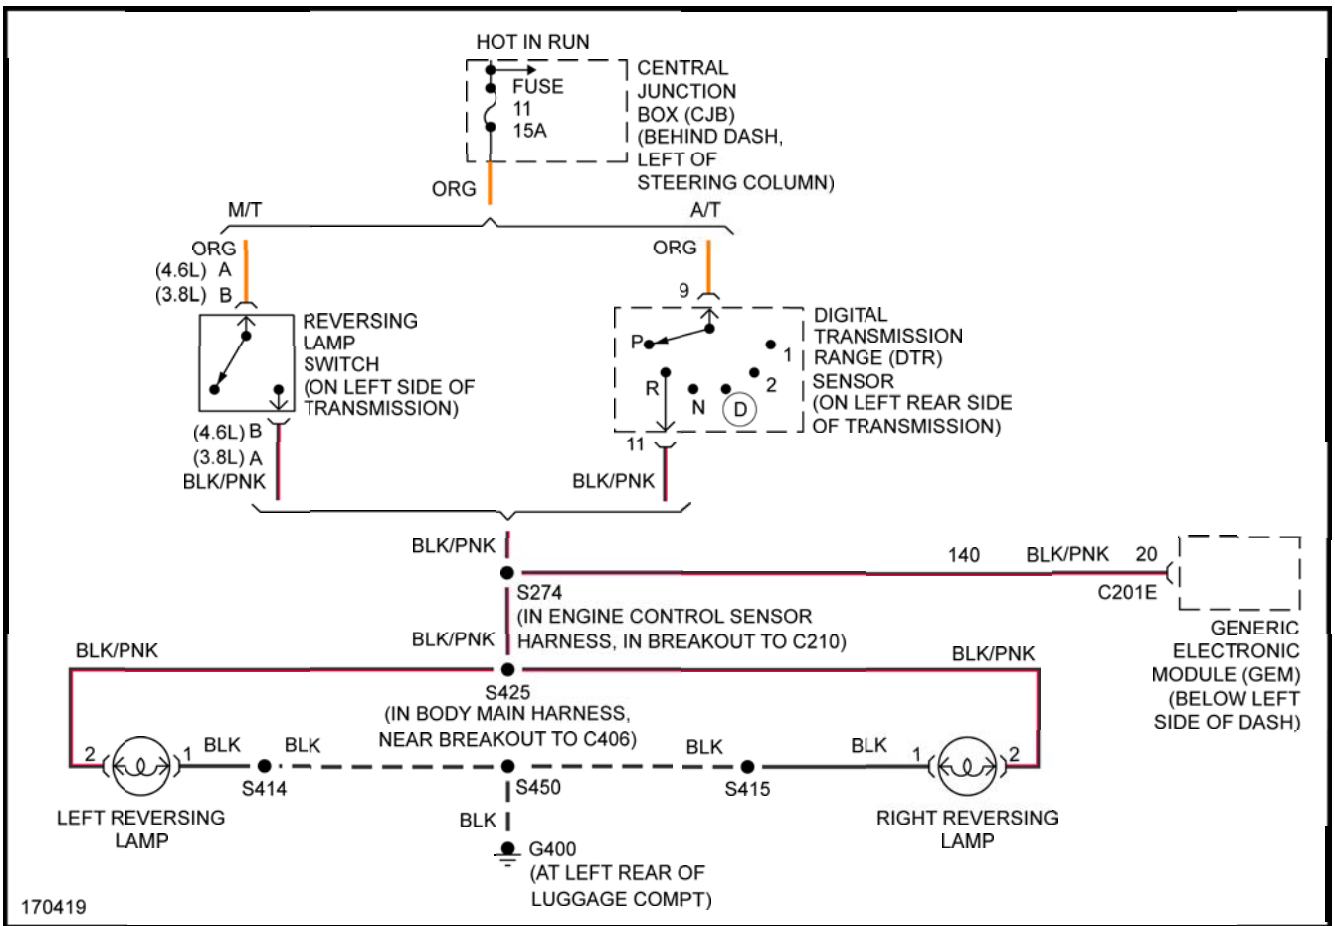 HOT IN RUN
FUSE
11
15A
CENTRAL
JUNCTION
BOX (CJB)
(BEHIND DASH,
LEFT OF
STEERING COLUMN)
ORG
M/T
A/T
ORG
(4.6L) A
(3.8L) B
ORG
9
REVERSING
LAMP
SWITCH
(ON LEFT SIDE OF
TRANSMISSION)
P
R
N
D
2
1
DIGITAL
TRANSMISSION
RANGE (DTR)
SENSOR
(ON LEFT REAR SIDE
OF TRANSMISSION)
(4.6L) B
(3.8L) A
BLK/PNK
11
BLK/PNK
BLK/PNK
140
BLK/PNK
20
C201E
S274
(IN ENGINE CONTROL SENSOR
HARNESS, IN BREAKOUT TO C210)
GENERIC
ELECTRONIC
MODULE (GEM)
(BELOW LEFT
SIDE OF DASH)
BLK/PNK
BLK/PNK
BLK/PNK
S425
(IN BODY MAIN HARNESS,
NEAR BREAKOUT TO C406)
2
1
BLK
BLK
BLK
BLK
1
2
S414
S450
S415
LEFT REVERSING
LAMP
BLK
RIGHT REVERSING
LAMP
G400
(AT LEFT REAR OF
LUGGAGE COMPT)
170419